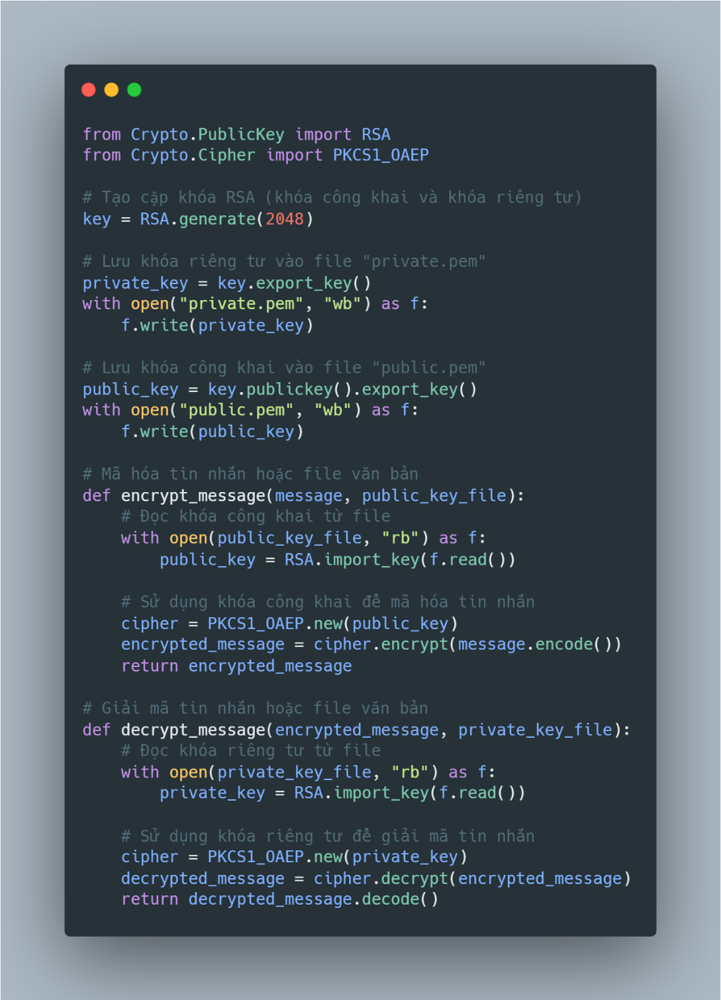 from Crypto.PublicKey import RSA
from Crypto.Cipher import PKCS1_OAEP

# Tạo cặp khóa RSA (khóa công khai và khóa riêng tư)
key = RSA.generate(2048)

# Lưu khóa riêng tư vào file "private.pem"
private_key = key.export_key()
with open("private.pem", "wb") as f:
    f.write(private_key)

# Lưu khóa công khai vào file "public.pem"
public_key = key.publickey().export_key()
with open("public.pem", "wb") as f:
    f.write(public_key)

# Mã hóa tin nhắn hoặc file văn bản
def encrypt_message(message, public_key_file):
    # Đọc khóa công khai từ file
    with open(public_key_file, "rb") as f:
        public_key = RSA.import_key(f.read())

    # Sử dụng khóa công khai để mã hóa tin nhắn
    cipher = PKCS1_OAEP.new(public_key)
    encrypted_message = cipher.encrypt(message.encode())
    return encrypted_message

# Giải mã tin nhắn hoặc file văn bản
def decrypt_message(encrypted_message, private_key_file):
    # Đọc khóa riêng tư từ file
    with open(private_key_file, "rb") as f:
        private_key = RSA.import_key(f.read())

    # Sử dụng khóa riêng tư để giải mã tin nhắn
    cipher = PKCS1_OAEP.new(private_key)
    decrypted_message = cipher.decrypt(encrypted_message)
    return decrypted_message.decode()